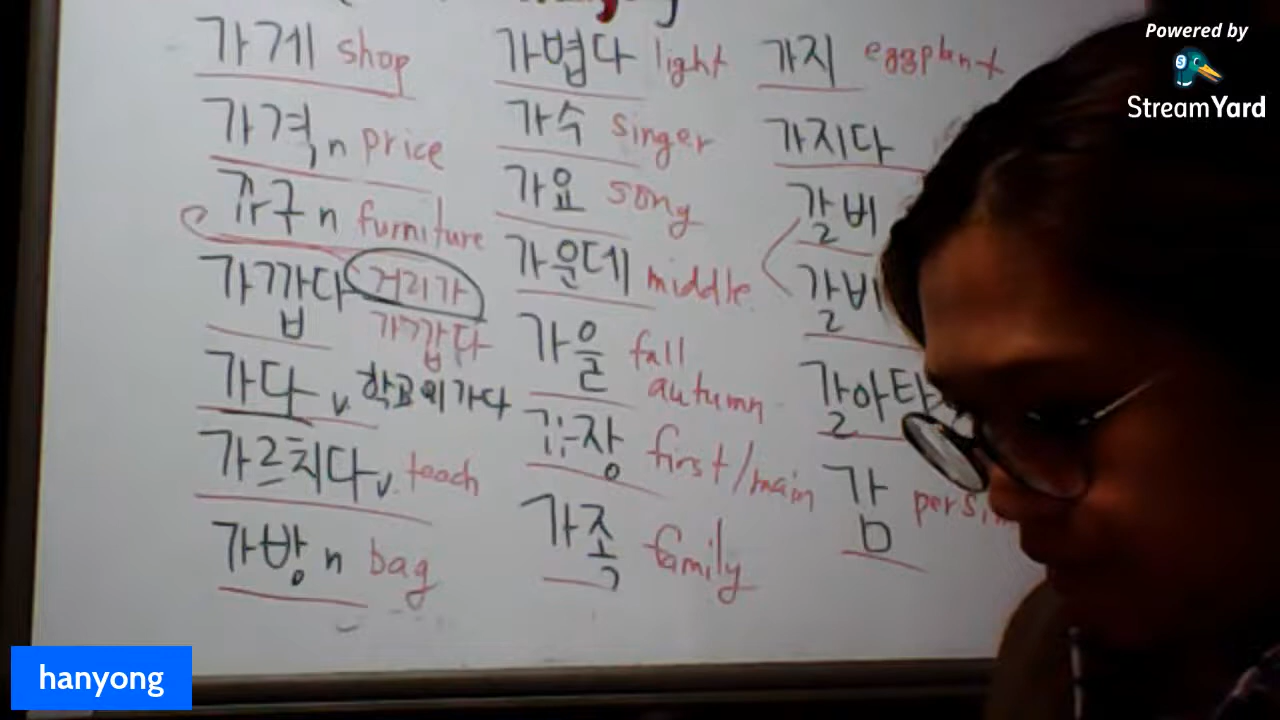 가게 shop
가격 n price
가구 n furniture
가깝다 거리가
가깝다
가다 v. 학교에 가다
가르치다 v. teach
가방 n bag
가볍다 light
가수 singer
가요 song
가운데 middle
가을 fall
autumn
가장 first/main
가족 family
가지 eggplant
가지다
갈비
갈비
갈아타
감
Powered by
StreamYard
hanyong